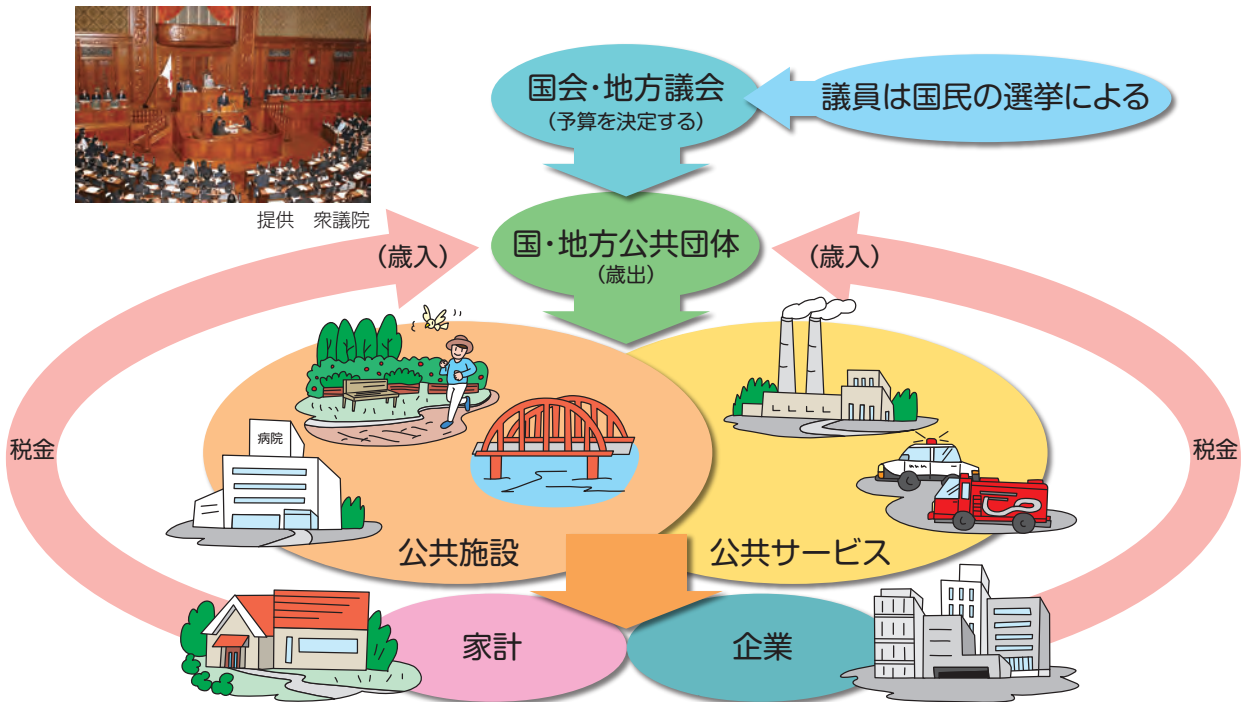 国会・地方議会
（予算を決定する）
議員は国民の選挙による
提供　衆議院
国・地方公共団体
（歳出）
（歳入）
（歳入）
税金
税金
病院
公共施設
公共サービス
家計
企業